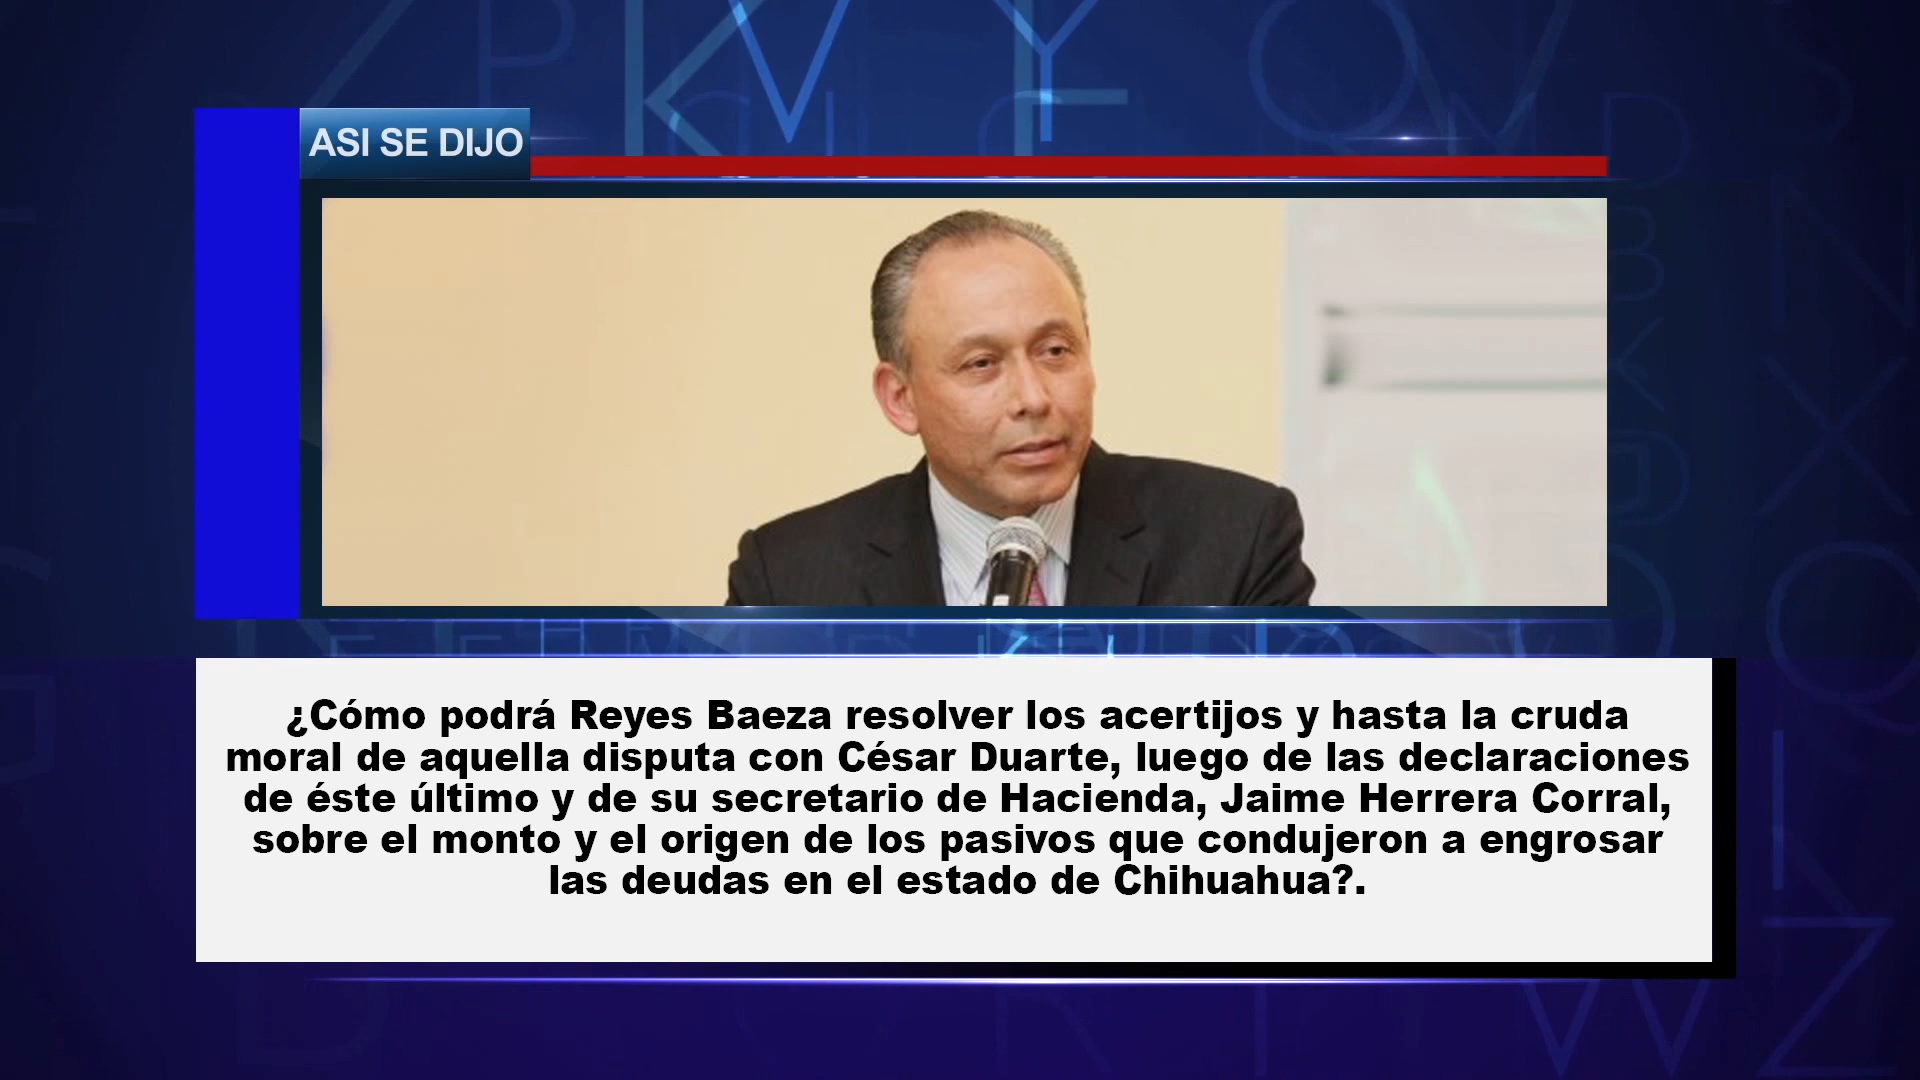 ASI SE DIJO
¿Cómo podrá Reyes Baeza resolver los acertijos y hasta la cruda
moral de aquella disputa con César Duarte, luego de las declaraciones
de éste último y de su secretario de Hacienda, Jaime Herrera Corral,
sobre el monto y el origen de los pasivos que condujeron a engrosar
las deudas en el estado de Chihuahua?.